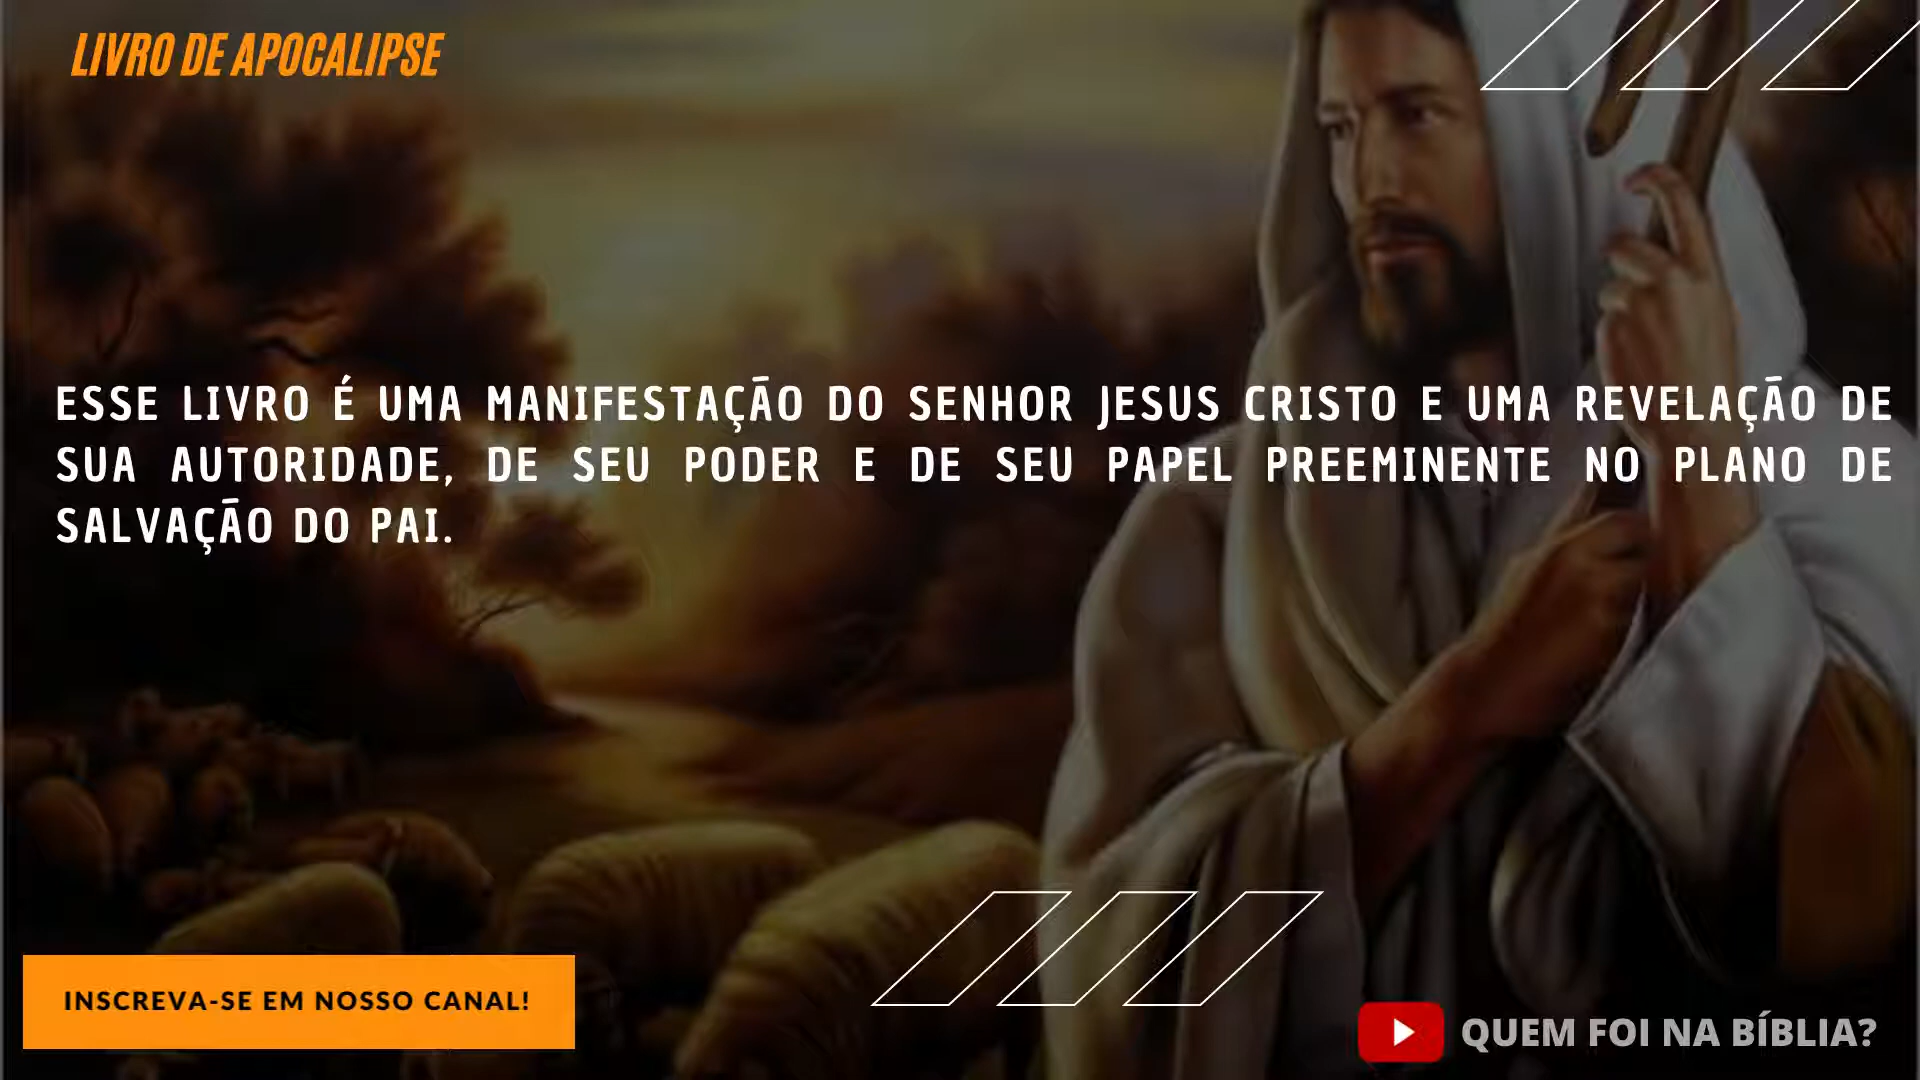 LIVRO DE APOCALIPSE
ESSE LIVRO É UMA MANIFESTAÇÃO DO SENHOR JESUS CRISTO E UMA REVELAÇÃO DE
SUA AUTORIDADE, DE SEU PODER E DE SEU PAPEL PREEMINENTE NO PLANO DE
SALVAÇÃO DO PAI.
INSCREVA-SE EM NOSSO CANAL!
QUEM FOI NA BÍBLIA?